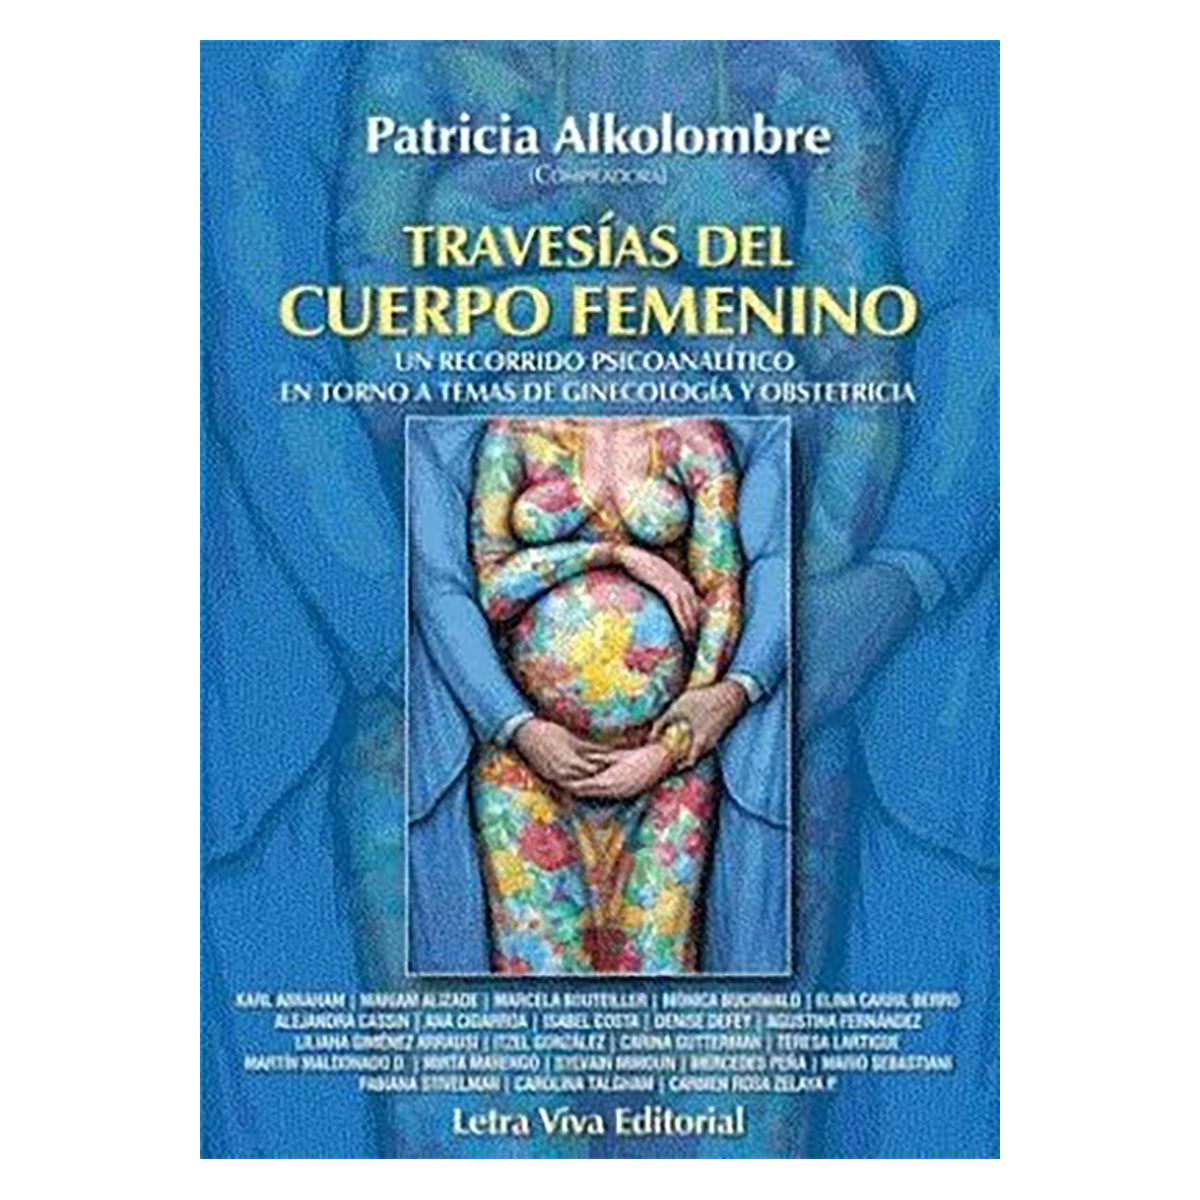 Patricia Alkolombre
(COMPILADORA)
TRAVESÍAS DEL
CUERPO FEMENINO
UN RECORRIDO PSICOANALÍTICO
EN TORNO A TEMAS DE GINECOLOGÍA Y OBSTETRICIA
KARL ABRAHAM | MARIAM ALIZADE | MARCELA BOUTEILLER | MÓNICA BUCHWALD | ELINA CARRIL BERRO
ALEJANDRA CASSIN | ANA CIGARROA | ISABEL COSTA | DENISE DEFEY | AGUSTINA FERNÁNDEZ
LILIANA GIMÉNEZ | ITZEL GONZÁLEZ | CARINA GUTTERMAN | TERESA LARTIGUE
MARTÍN MALDONADO D. | MIRTA MARENGO | SYLVAIN MIMOUN | MERCEDES PEÑA | MARIO SEBASTIANI
FABIANA STIVELMAN | CAROLINA TALGHAM | CARMEN ROSA ZELAYA P.
Letra Viva Editorial